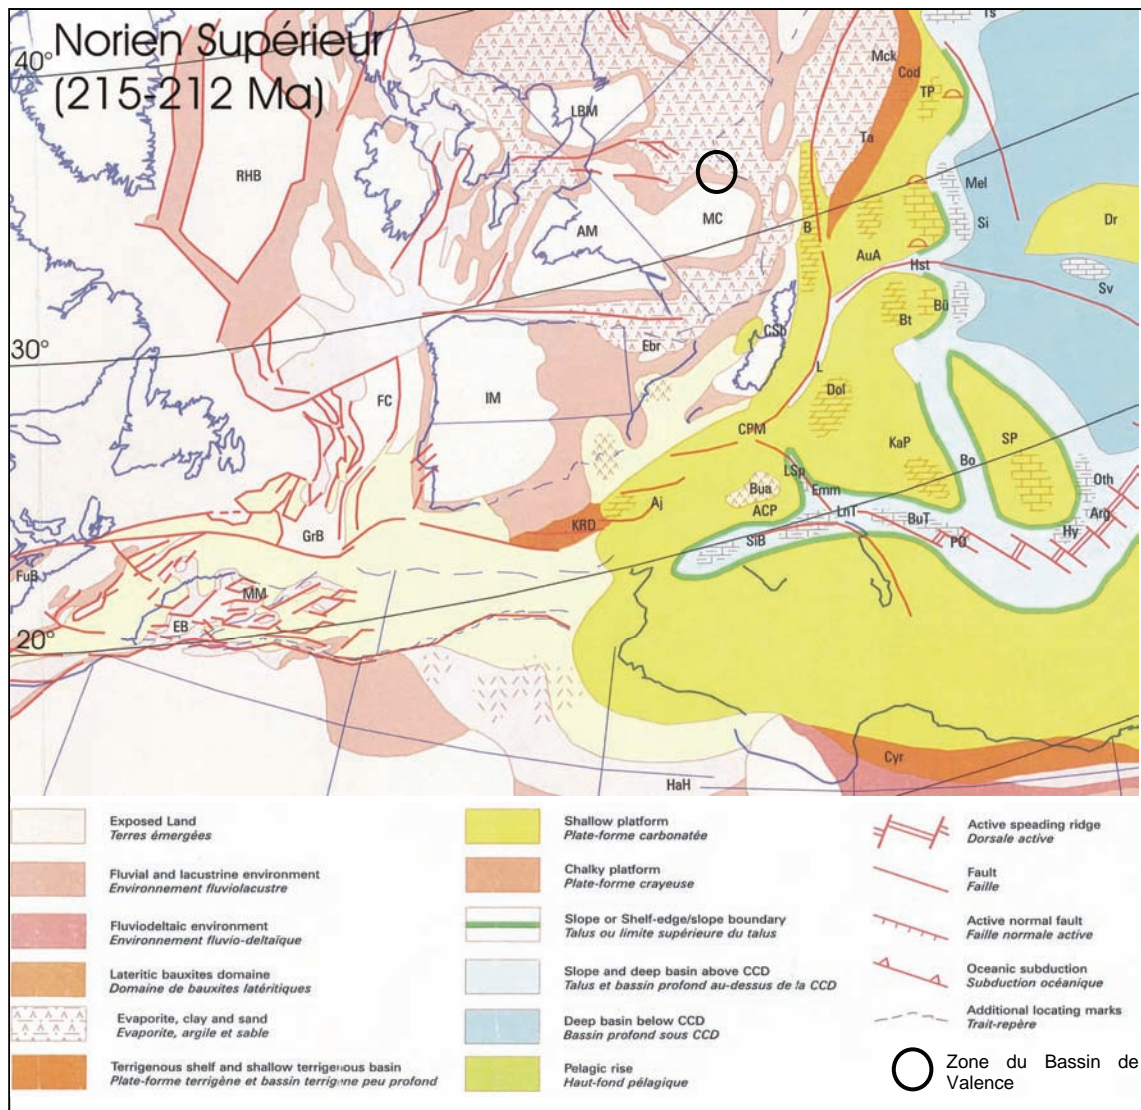 Norien Supérieur
(215-212 Ma)
40°
30°
20°
Ts
Mck
Cod
TP
LBM
Ta
RHB
Mel
MC
Si
B
Dr
AM
AuA
Hst
Sv
Bü
Bt
CSb
Ebr
L
FC
IM
Dol
CPM
KaP
SP
Bo
LSp
Oth
Bua
Emm
Aj
ACP
LnT
Arg
KRD
BuT
GrB
SiB
PO
Hy
FuB
MM
EB
Cyr
HaH
Exposed Land
Terres émergées
Fluvial and lacustrine environment
Environnement fluviolacustre
Fluviodeltaic environment
Environnement fluvio-deltaïque
Lateritic bauxites domaine
Domaine de bauxites latéritiques
Evaporite, clay and sand
Evaporite, argile et sable
Terrigenous shelf and shallow terrigenous basin
Plate-forme terrigène et bassin terrigene peu profond
Shallow platform
Plate-forme carbonatée
Chalky platform
Plate-forme crayeuse
Slope or Shelf-edge/slope boundary
Talus ou limite supérieure du talus
Slope and deep basin above CCD
Talus et bassin profond au-dessus de la CCD
Deep basin below CCD
Bassin profond sous CCD
Pelagic rise
Haut-fond pélagique
Active speading ridge
Dorsale active
Fault
Faille
Active normal fault
Faille normale active
Oceanic subduction
Subduction océanique
Additional locating marks
Trait-repère
Zone du Bassin de
Valence